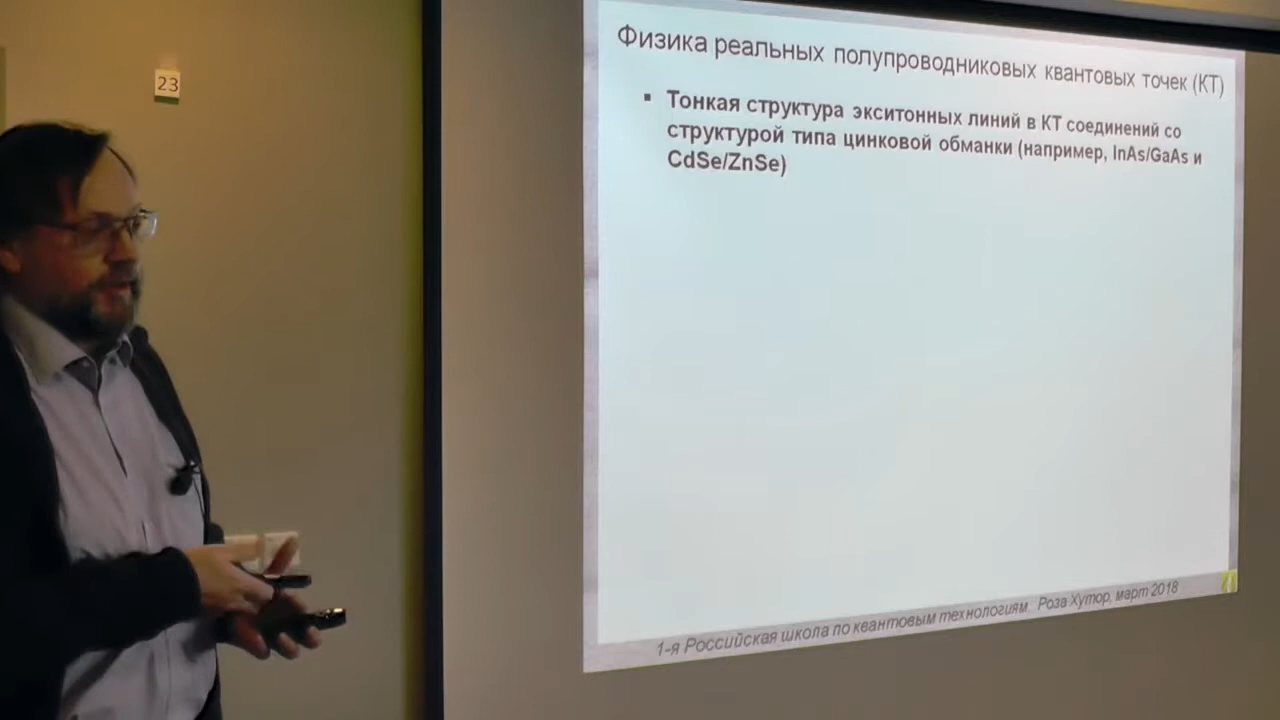 23
Физика реальных полупроводниковых квантовых точек (КТ)
▪ Тонкая структура экситонных линий в КТ соединений со
структурой типа цинковой обманки (например, InAs/GaAs и
CdSe/ZnSe)
1-я Российская школа по квантовым технологиям. Роза Хутор, март 2018